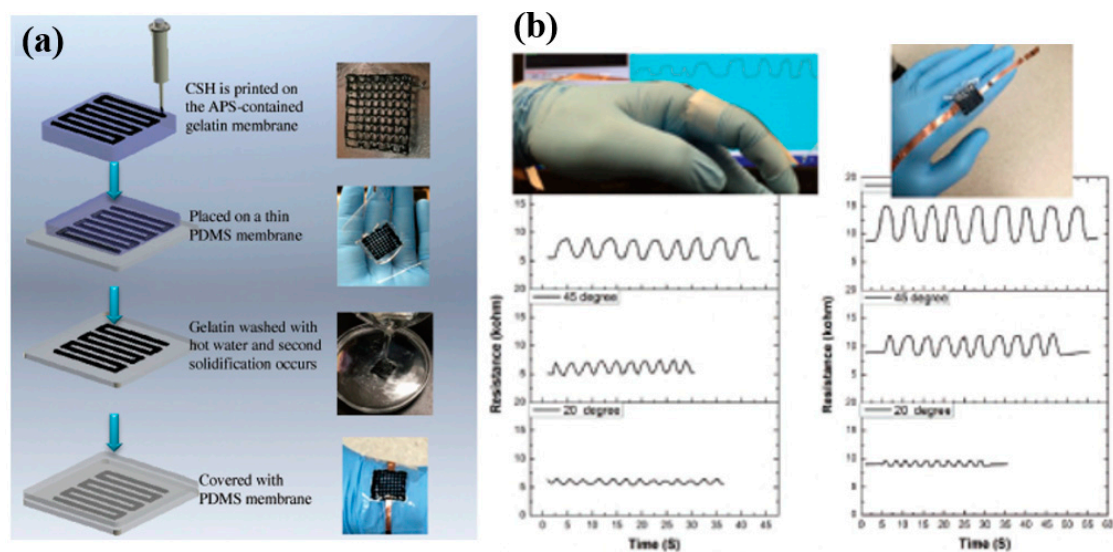 (a)
CSH is printed on
the APS-contained
gelatin membrane
Placed on a thin
PDMS membrane
Gelatin washed with
hot water and second
solidification occurs
Covered with
PDMS membrane
(b)
Resistance (kohm)
15
10
5
20
45 degree
15
10
5
20
20 degree
15
10
5
0
0 5 10 15 20 25 30 35 40 45
Time (S)
Resistance (kohm)
20
15
10
5
20
45 degree
15
10
5
20
20 degree
15
10
5
0
0 5 10 15 20 25 30 35 40 45 50 55 60
Time (S)